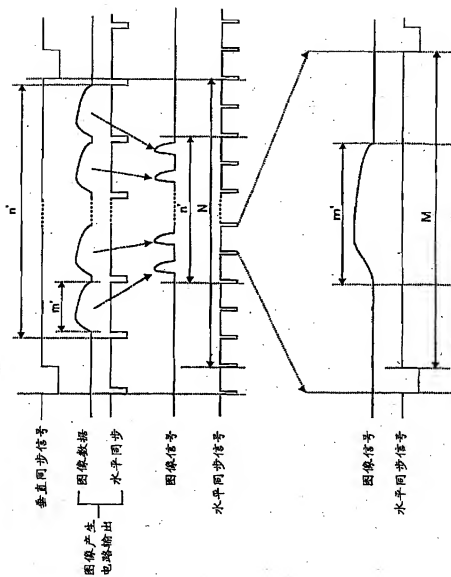 垂直同步信号
图像产生
电路输出
图像数据
水平同步
图像信号
水平同步信号
n'
m'
n'
N
图像信号
水平同步信号
m'
M